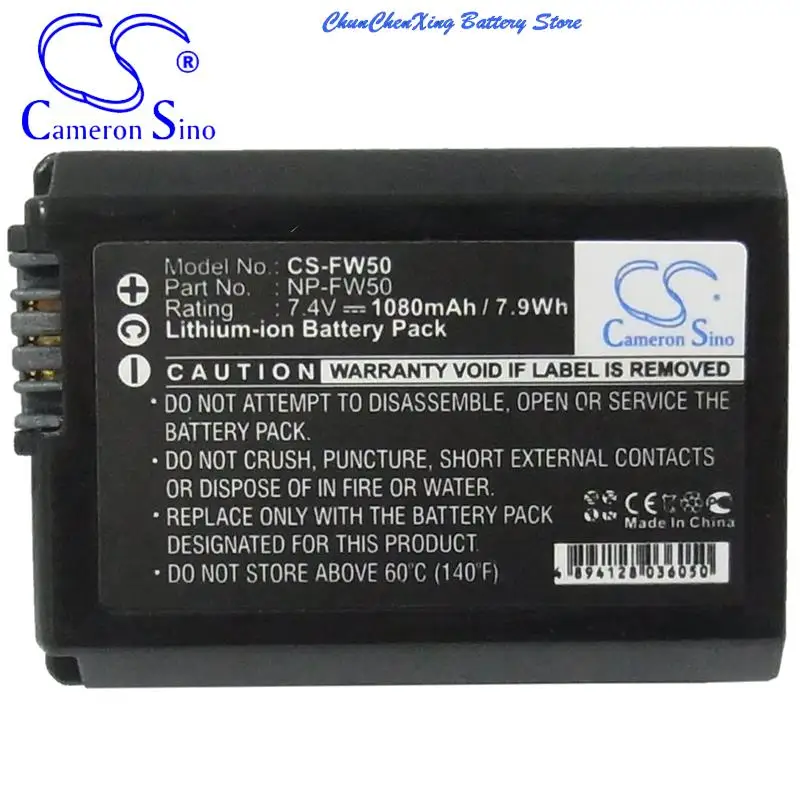 ChunChenXing Battery Store
CS®
Cameron Sino
Model No.: CS-FW50
Part No. : NP-FW50
Rating : 7.4V 1080mAh / 7.9Wh
Lithium-ion Battery Pack
CS
Cameron Sino
+
C
–
CAUTION WARRANTY VOID IF LABEL IS REMOVED
• DO NOT ATTEMPT TO DISASSEMBLE, OPEN OR SERVICE THE
BATTERY PACK.
• DO NOT CRUSH, PUNCTURE, SHORT EXTERNAL CONTACTS
OR DISPOSE OF IN FIRE OR WATER.
• REPLACE ONLY WITH THE BATTERY PACK
DESIGNATED FOR THIS PRODUCT.
• DO NOT STORE ABOVE 60°C (140°F)
CE
Made In China
4 894128 036050